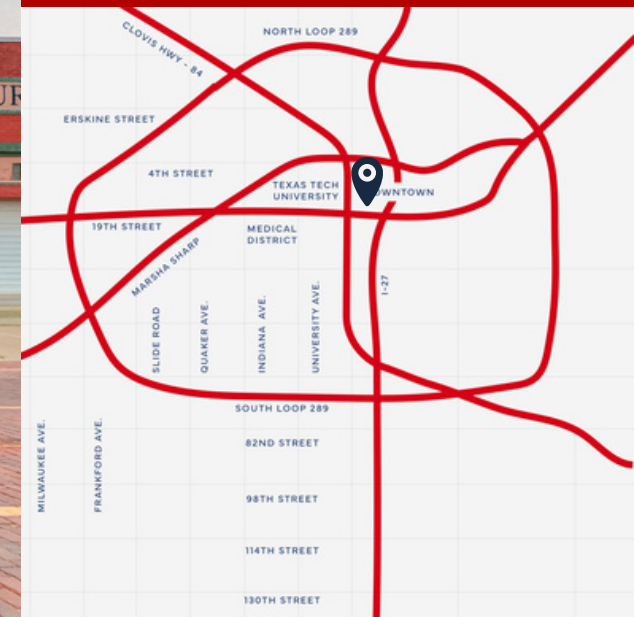 NORTH LOOP 289
CLOVIS HWY - 84
ERSKINE STREET
4TH STREET
TEXAS TECH
UNIVERSITY
19TH STREET
MEDICAL
DISTRICT
MARSHA SHARP
I-27
SLIDE ROAD
QUAKER AVE.
INDIANA AVE.
UNIVERSITY AVE.
SOUTH LOOP 289
MILWAUKEE AVE.
FRANKFORD AVE.
82ND STREET
98TH STREET
114TH STREET
130TH STREET